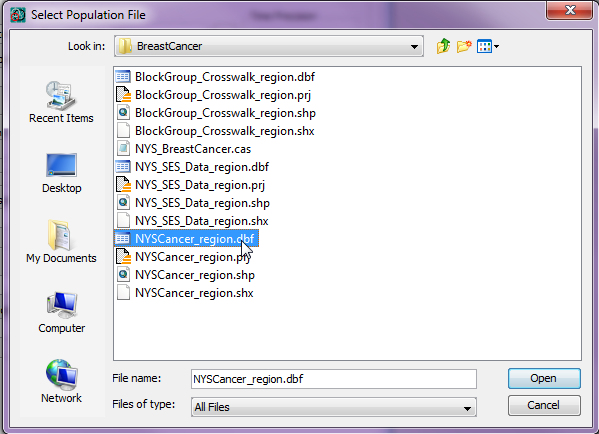 Select Population File
Look in: BreastCancer
BlockGroup_Crosswalk_region.dbf
BlockGroup_Crosswalk_region.prj
BlockGroup_Crosswalk_region.shp
BlockGroup_Crosswalk_region.shx
NYS_BreastCancer.cas
NYS_SES_Data_region.dbf
NYS_SES_Data_region.prj
NYS_SES_Data_region.shp
NYS_SES_Data_region.shx
NYSCancer_region.dbf
NYSCancer_region.prj
NYSCancer_region.shp
NYSCancer_region.shx
Recent Items
Desktop
My Documents
Computer
Network
File name: NYSCancer_region.dbf
Open
Files of type: All Files
Cancel